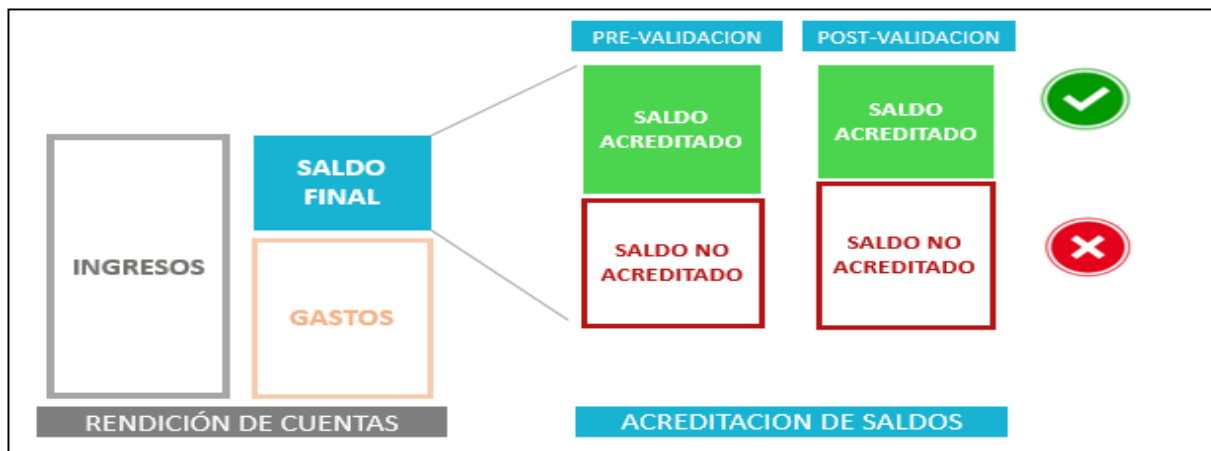 PRE-VALIDACION
POST-VALIDACION
SALDO
ACREDITADO
SALDO
ACREDITADO
SALDO
FINAL
INGRESOS
SALDO NO
ACREDITADO
SALDO NO
ACREDITADO
GASTOS
RENDICIÓN DE CUENTAS
ACREDITACION DE SALDOS